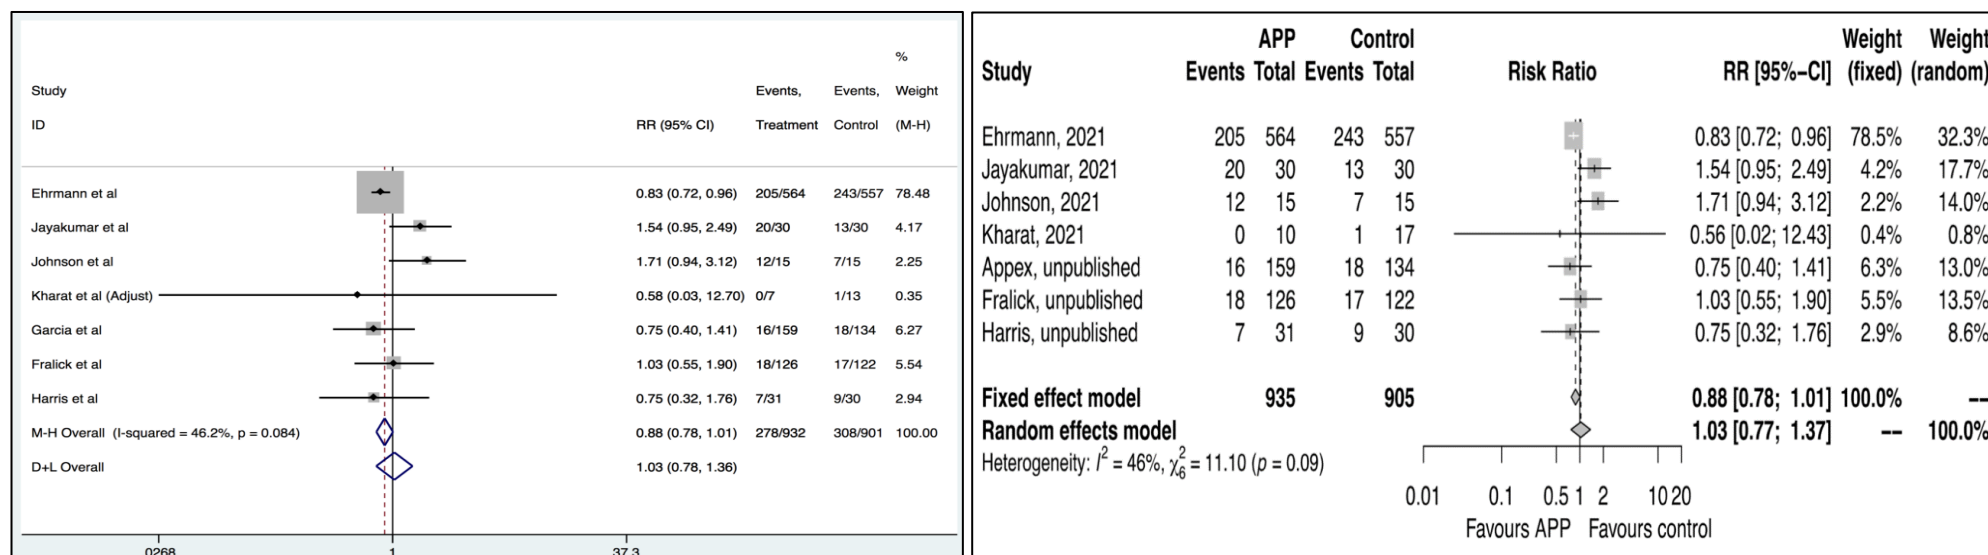 %
Study Events, Events, Weight
ID RR (95% CI) Treatment Control (M-H)
Ehrmann et al 0.83 (0.72, 0.96) 205/564 243/557 78.48
Jayakumar et al 1.54 (0.95, 2.49) 20/30 13/30 4.17
Johnson et al 1.71 (0.94, 3.12) 12/15 7/15 2.25
Kharat et al (Adjust) 0.58 (0.03, 12.70) 0/7 1/13 0.35
Garcia et al 0.75 (0.40, 1.41) 16/159 18/134 6.27
Fralick et al 1.03 (0.55, 1.90) 18/126 17/122 5.54
Harris et al 0.75 (0.32, 1.76) 7/31 9/30 2.94
M-H Overall (I-squared = 46.2%, p = 0.084) 0.88 (0.78, 1.01) 278/932 308/901 100.00
D+L Overall 1.03 (0.78, 1.36)
.0268 1 37.3
APP Control Weight Weight
Study Events Total Events Total Risk Ratio RR [95%-CI] (fixed) (random)
Ehrmann, 2021 205 564 243 557 0.83 [0.72; 0.96] 78.5% 32.3%
Jayakumar, 2021 20 30 13 30 1.54 [0.95; 2.49] 4.2% 17.7%
Johnson, 2021 12 15 7 15 1.71 [0.94; 3.12] 2.2% 14.0%
Kharat, 2021 0 10 1 17 0.56 [0.02; 12.43] 0.4% 0.8%
Appex, unpublished 16 159 18 134 0.75 [0.40; 1.41] 6.3% 13.0%
Fralick, unpublished 18 126 17 122 1.03 [0.55; 1.90] 5.5% 13.5%
Harris, unpublished 7 31 9 30 0.75 [0.32; 1.76] 2.9% 8.6%
Fixed effect model 935 905 0.88 [0.78; 1.01] 100.0% --
Random effects model 1.03 [0.77; 1.37] -- 100.0%
Heterogeneity: I² = 46%, χ²₆ = 11.10 (p = 0.09)
0.01 0.1 0.5 1 2 10 20
Favours APP Favours control